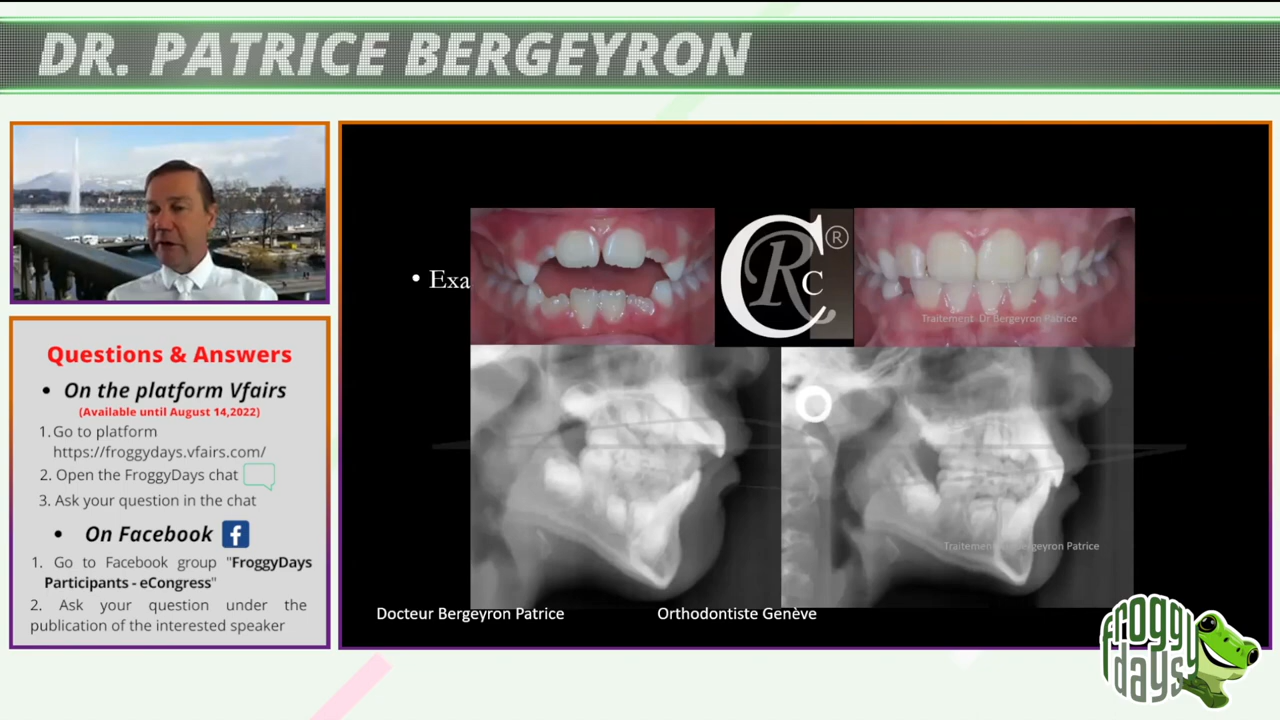 DR. PATRICE BERGEYRON
Questions & Answers
• On the platform Vfairs
(Available until August 14,2022)
1. Go to platform
https://froggydays.vfairs.com/
2. Open the FroggyDays chat
3. Ask your question in the chat
• On Facebook f
1. Go to Facebook group "FroggyDays
Participants - eCongress"
2. Ask your question under the
publication of the interested speaker
• Exa
CRC®
Traitement Dr Bergeyron Patrice
Docteur Bergeyron Patrice
Orthodontiste Genève
froggy
days